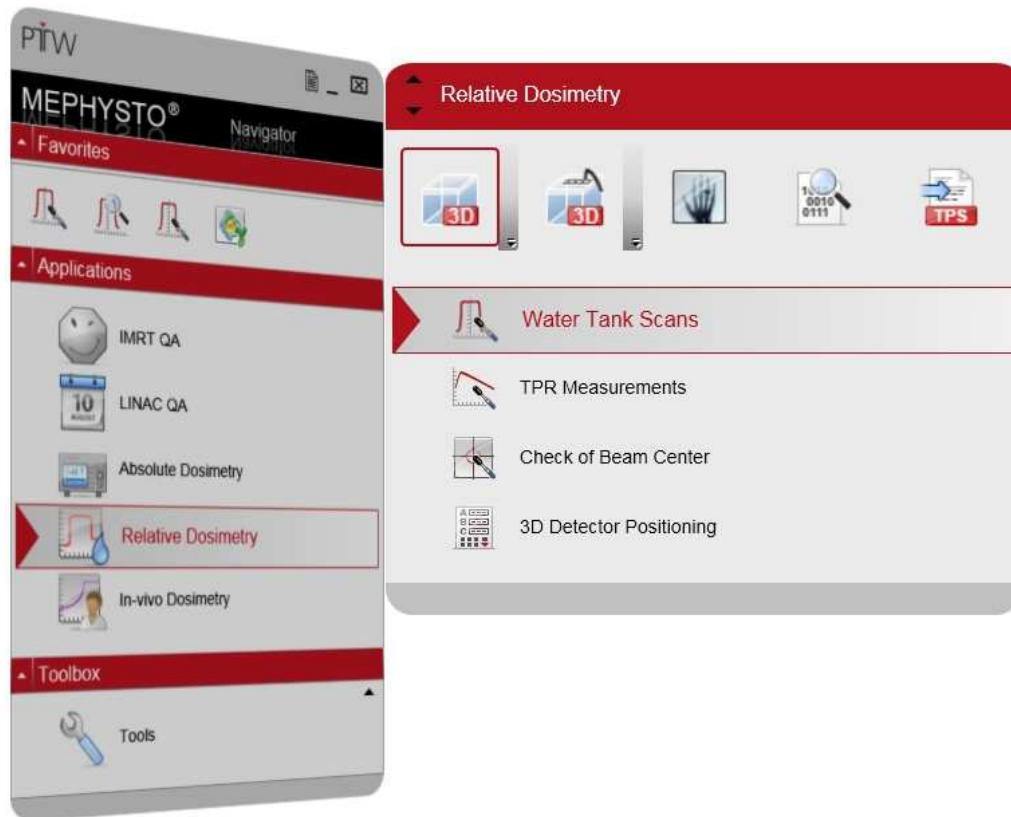 PTW
MEPHYSTO®
Navigator
Favorites
Applications
IMRT QA
10
AUGUST
LINAC QA
Absolute Dosimetry
Relative Dosimetry
In-vivo Dosimetry
Toolbox
Tools
Relative Dosimetry
3D
3D
0010
0111
TPS
Water Tank Scans
TPR Measurements
Check of Beam Center
A
B
C
3D Detector Positioning